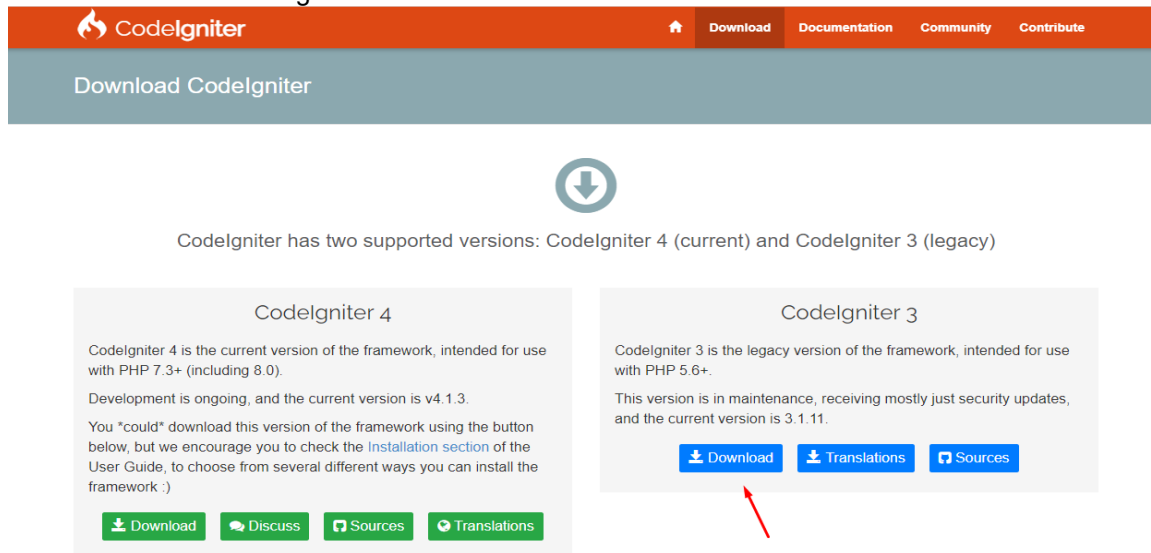 CodeIgniter
Download Documentation Community Contribute
Download CodeIgniter
CodeIgniter has two supported versions: CodeIgniter 4 (current) and CodeIgniter 3 (legacy)
CodeIgniter 4
CodeIgniter 4 is the current version of the framework, intended for use
with PHP 7.3+ (including 8.0).
Development is ongoing, and the current version is v4.1.3.
You *could* download this version of the framework using the button
below, but we encourage you to check the Installation section of the
User Guide, to choose from several different ways you can install the
framework :)
Download Discuss Sources Translations
CodeIgniter 3
CodeIgniter 3 is the legacy version of the framework, intended for use
with PHP 5.6+.
This version is in maintenance, receiving mostly just security updates,
and the current version is 3.1.11.
Download Translations Sources